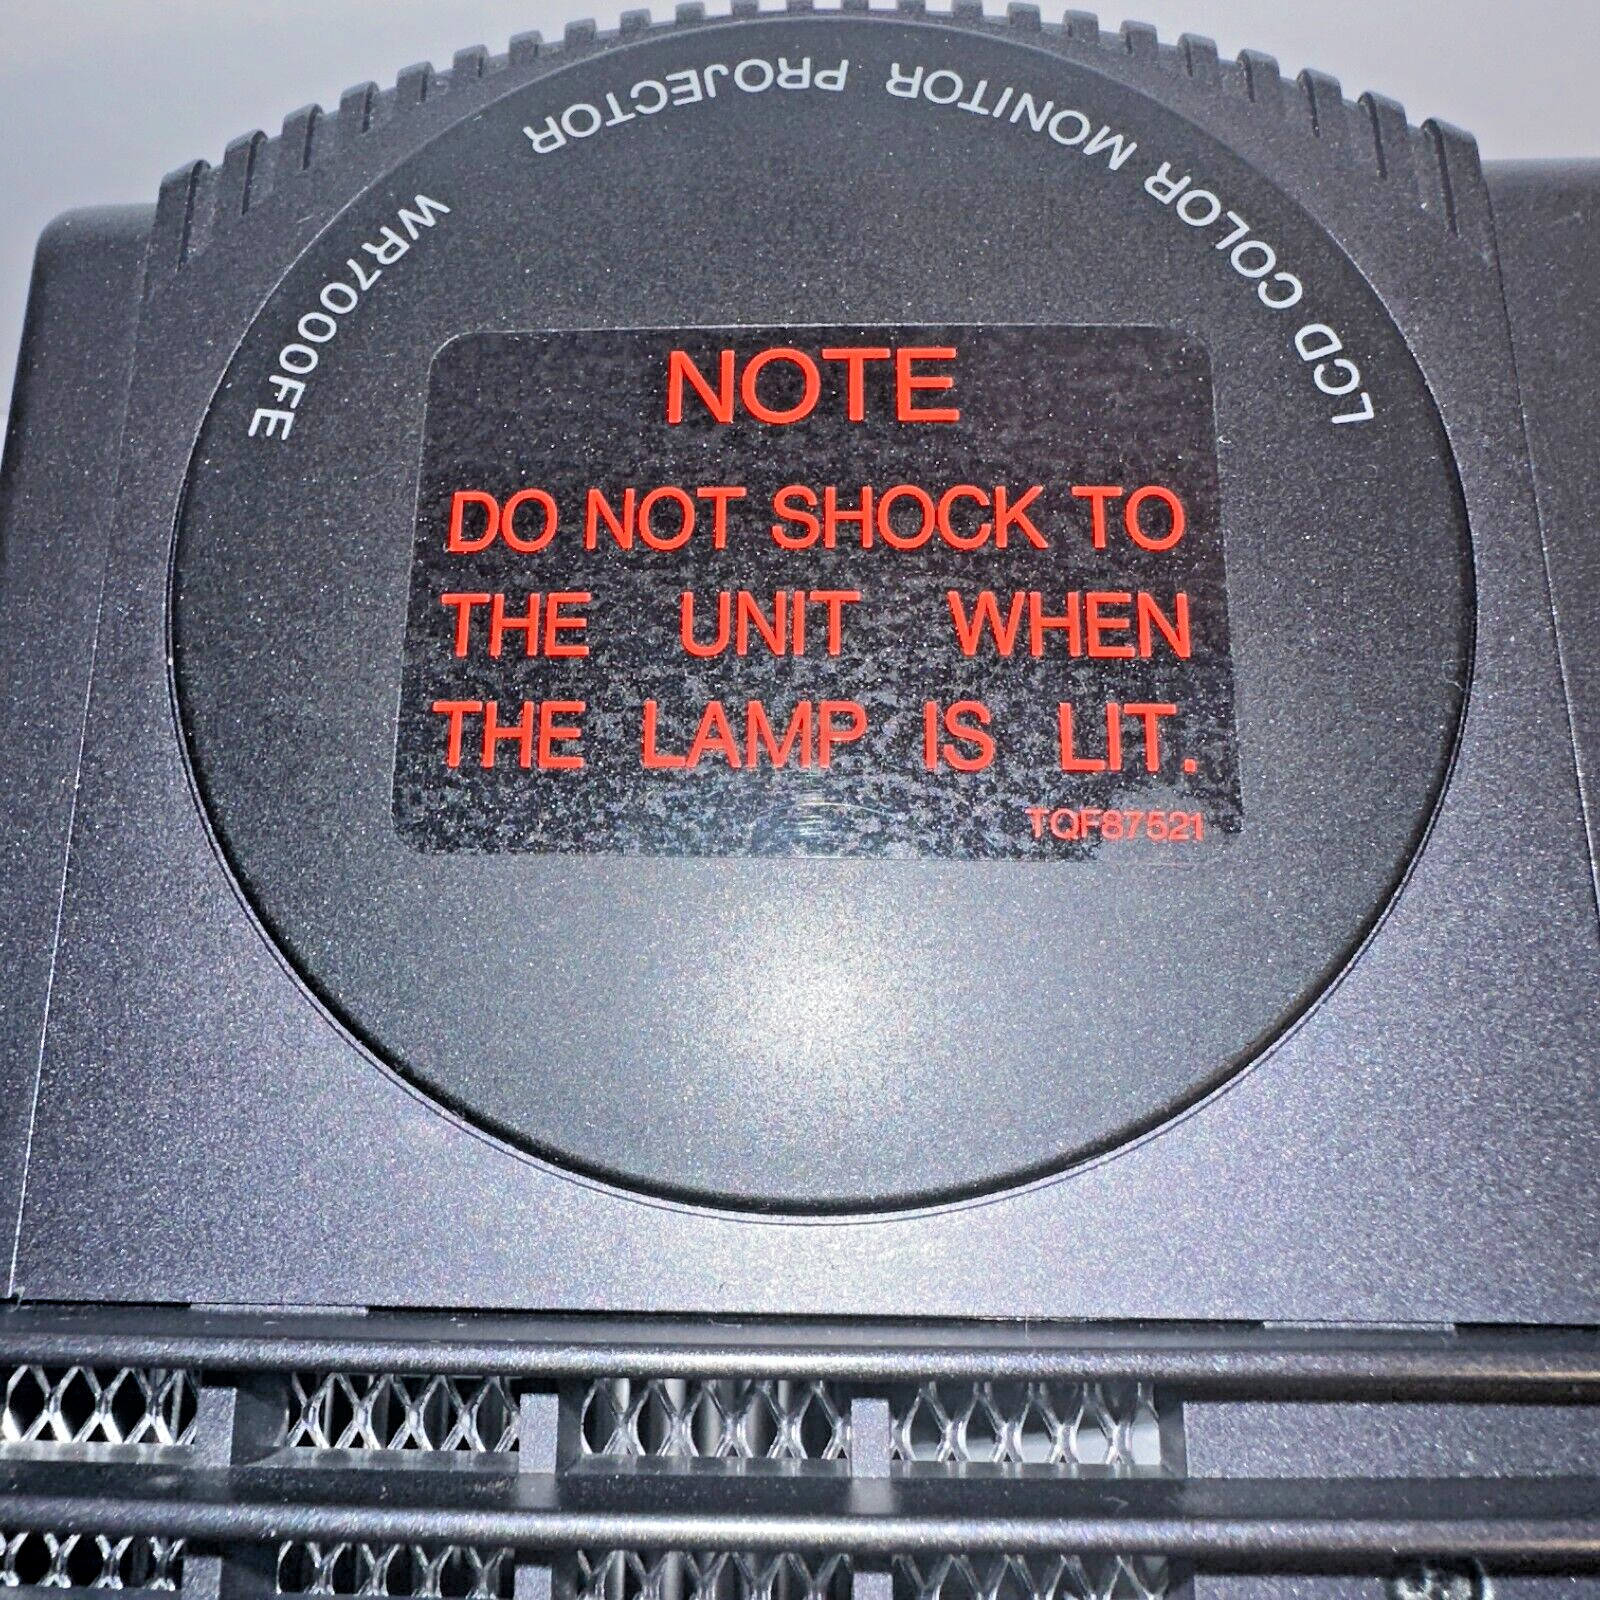 LCD COLOR MONITOR PROJECTOR WR7000FE
NOTE
DO NOT SHOCK TO
THE UNIT WHEN
THE LAMP IS LIT.
TQF87521